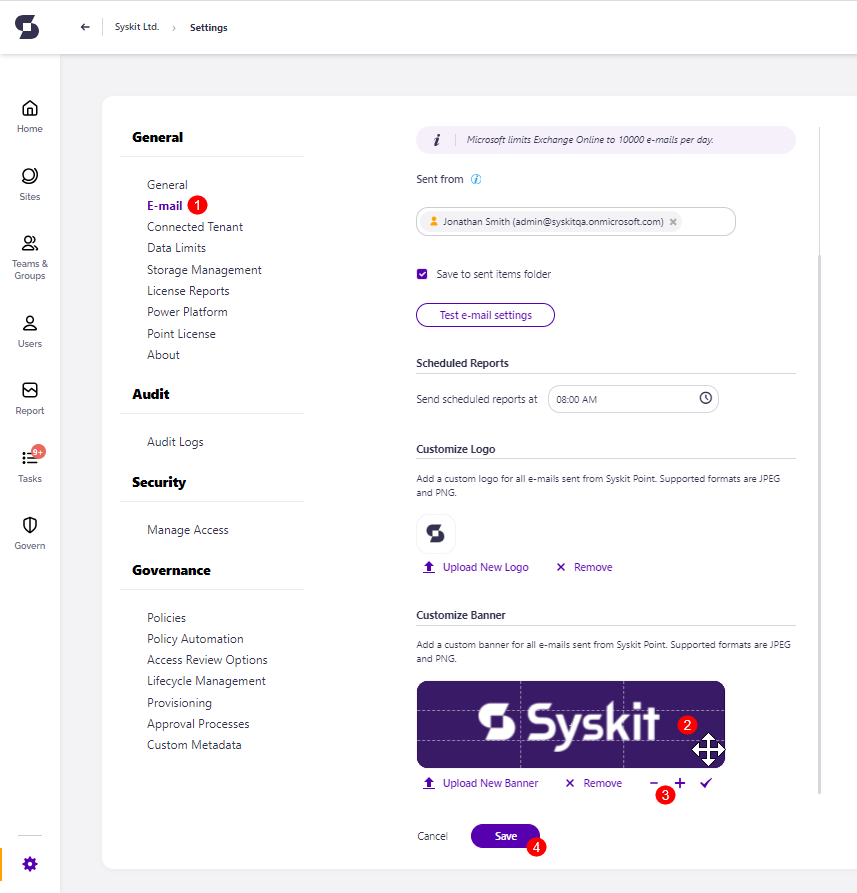 Syskit Ltd. › Settings
Home
Sites
Teams &
Groups
Users
Report
9+
Tasks
Govern
General
General
E-mail 1
Connected Tenant
Data Limits
Storage Management
License Reports
Power Platform
Point License
About
Audit
Audit Logs
Security
Manage Access
Governance
Policies
Policy Automation
Access Review Options
Lifecycle Management
Provisioning
Approval Processes
Custom Metadata
i Microsoft limits Exchange Online to 10000 e-mails per day.
Sent from i
Jonathan Smith (admin@syskitqa.onmicrosoft.com)
Save to sent items folder
Test e-mail settings
Scheduled Reports
Send scheduled reports at 08:00 AM
Customize Logo
Add a custom logo for all e-mails sent from Syskit Point. Supported formats are JPEG
and PNG.
Upload New Logo Remove
Customize Banner
Add a custom banner for all e-mails sent from Syskit Point. Supported formats are JPEG
and PNG.
Syskit 2
Upload New Banner Remove
3
Cancel Save
4